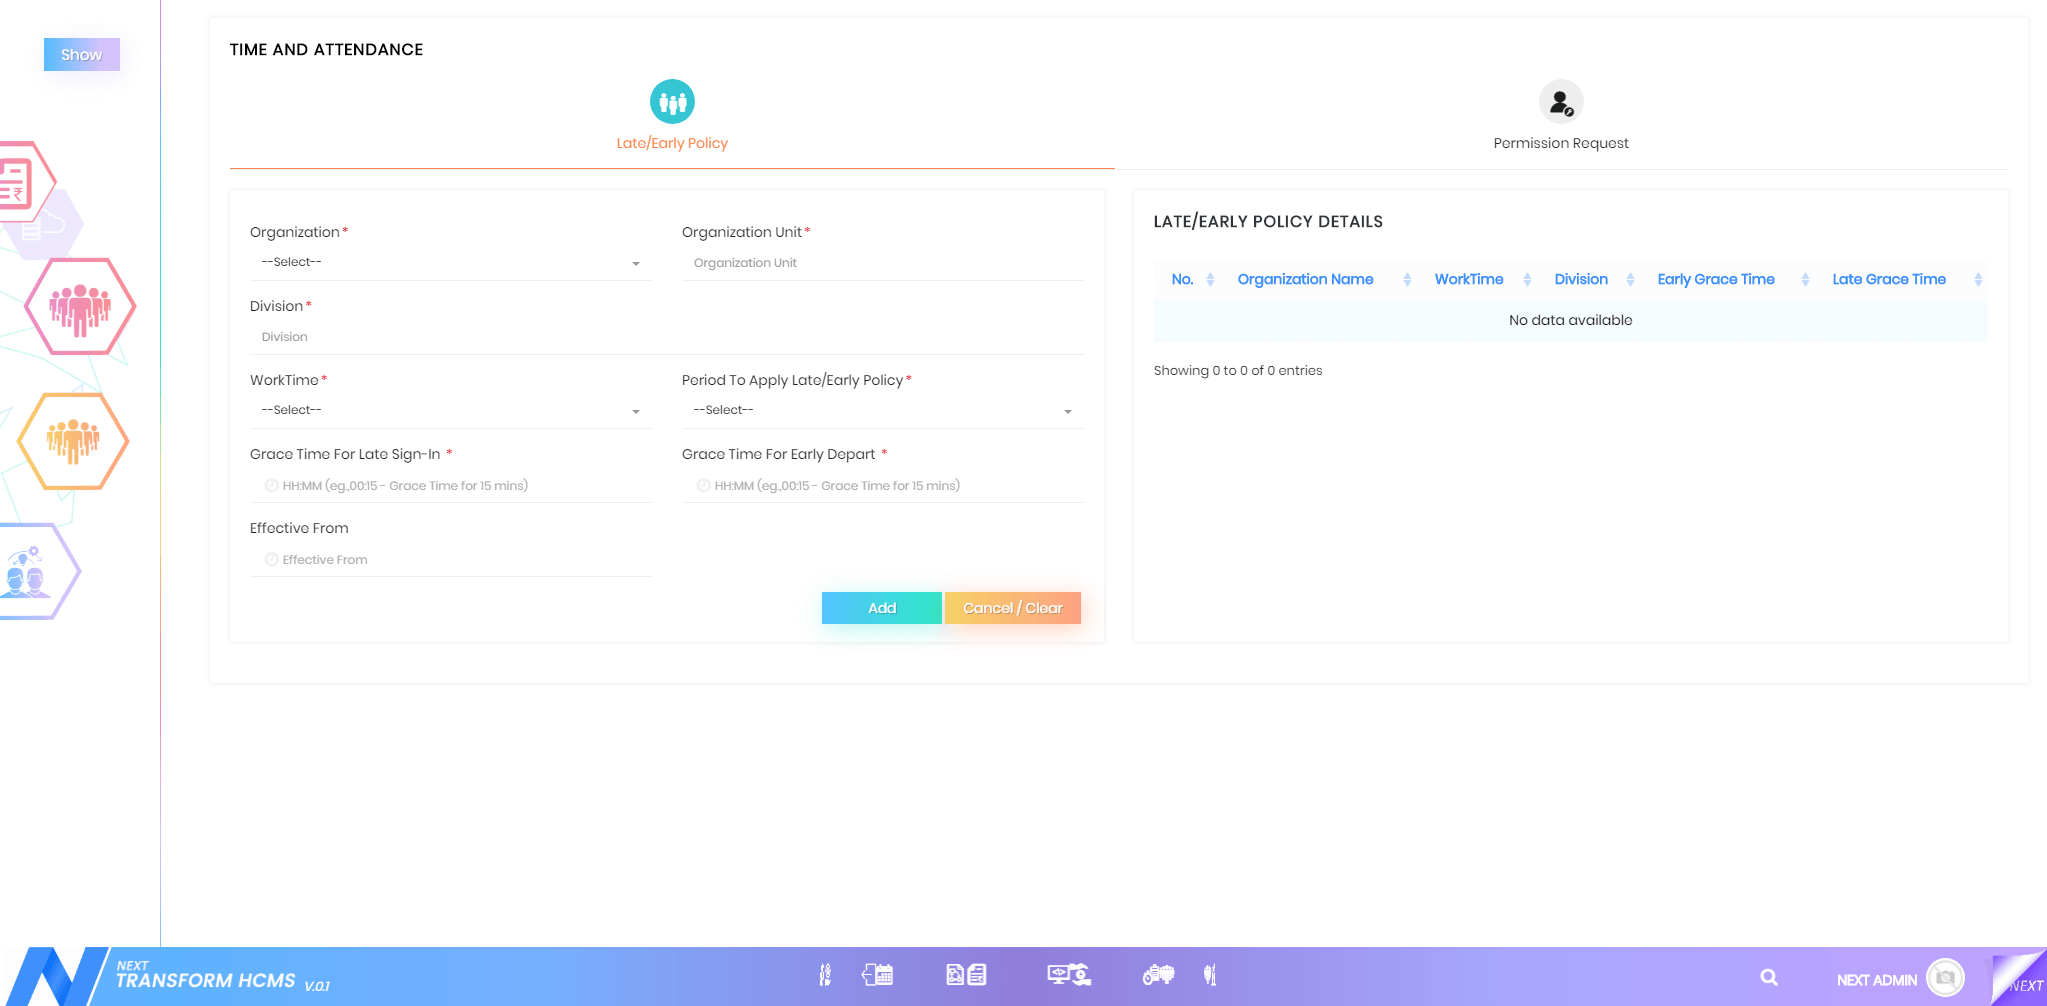 Show
TIME AND ATTENDANCE
Late/Early Policy
Permission Request
Organization*
--Select--
Organization Unit*
Organization Unit
Division*
Division
WorkTime*
--Select--
Period To Apply Late/Early Policy*
--Select--
Grace Time For Late Sign-In *
HH:MM (eg.,00:15 - Grace Time for 15 mins)
Grace Time For Early Depart *
HH:MM (eg.,00:15 - Grace Time for 15 mins)
Effective From
Effective From
Add
Cancel / Clear
LATE/EARLY POLICY DETAILS
No. Organization Name WorkTime Division Early Grace Time Late Grace Time
No data available
Showing 0 to 0 of 0 entries
NEXT
TRANSFORM HCMS V.0.1
NEXT ADMIN
NEXT